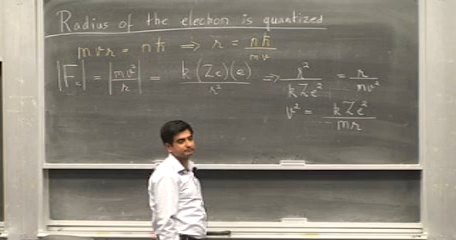 Radius of the electron is quantized
mvr = nħ ⇒ r = nħ/mv
|F_c| = |mv²/r| = k(Ze)(e)/r² ⇒ r²/kZe² = r/mv²
v² = kZe²/mr